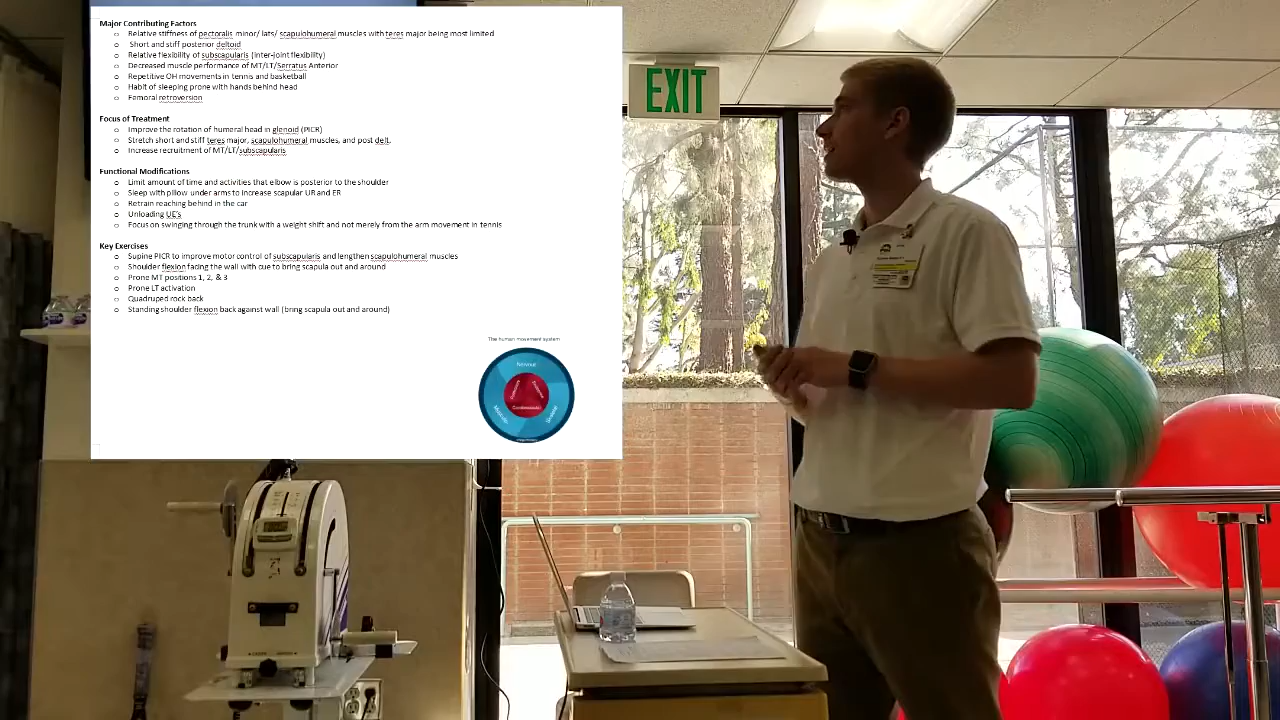 Major Contributing Factors
o Relative stiffness of pectoralis minor/ lats/ scapulohumeral muscles with teres major being most limited
o Short and stiff posterior deltoid
o Relative flexibility of subscapularis (inter-joint flexibility)
o Decreased muscle performance of MT/LT/Serratus Anterior
o Repetitive OH movements in tennis and basketball
o Habit of sleeping prone with hands behind head
o Femoral retroversion
Focus of Treatment
o Improve the rotation of humeral head in glenoid (PICR)
o Stretch short and stiff teres major, scapulohumeral muscles, and post delt.
o Increase recruitment of MT/LT/subscapularis
Functional Modifications
o Limit amount of time and activities that elbow is posterior to the shoulder
o Sleep with pillow under arms to increase scapular UR and ER
o Retrain reaching behind in the car
o Unloading UE's
o Focus on swinging through the trunk with a weight shift and not merely from the arm movement in tennis
Key Exercises
o Supine PICR to improve motor control of subscapularis and lengthen scapulohumeral muscles
o Shoulder flexion facing the wall with cue to bring scapula out and around
o Prone MT positions 1, 2, & 3
o Prone LT activation
o Quadruped rock back
o Standing shoulder flexion back against wall (bring scapula out and around)
The human movement system
Nervous
Cardiovascular
Muscular
Skeletal
EXIT